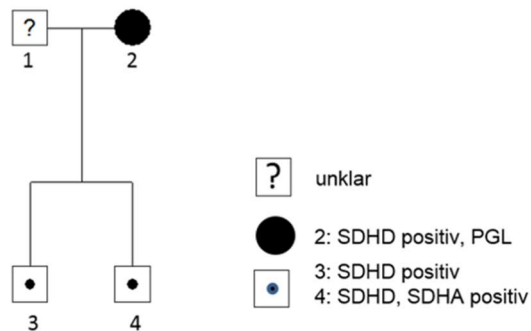 ?
1
2
3
4
? unklar
2: SDHD positiv, PGL
3: SDHD positiv
4: SDHD, SDHA positiv